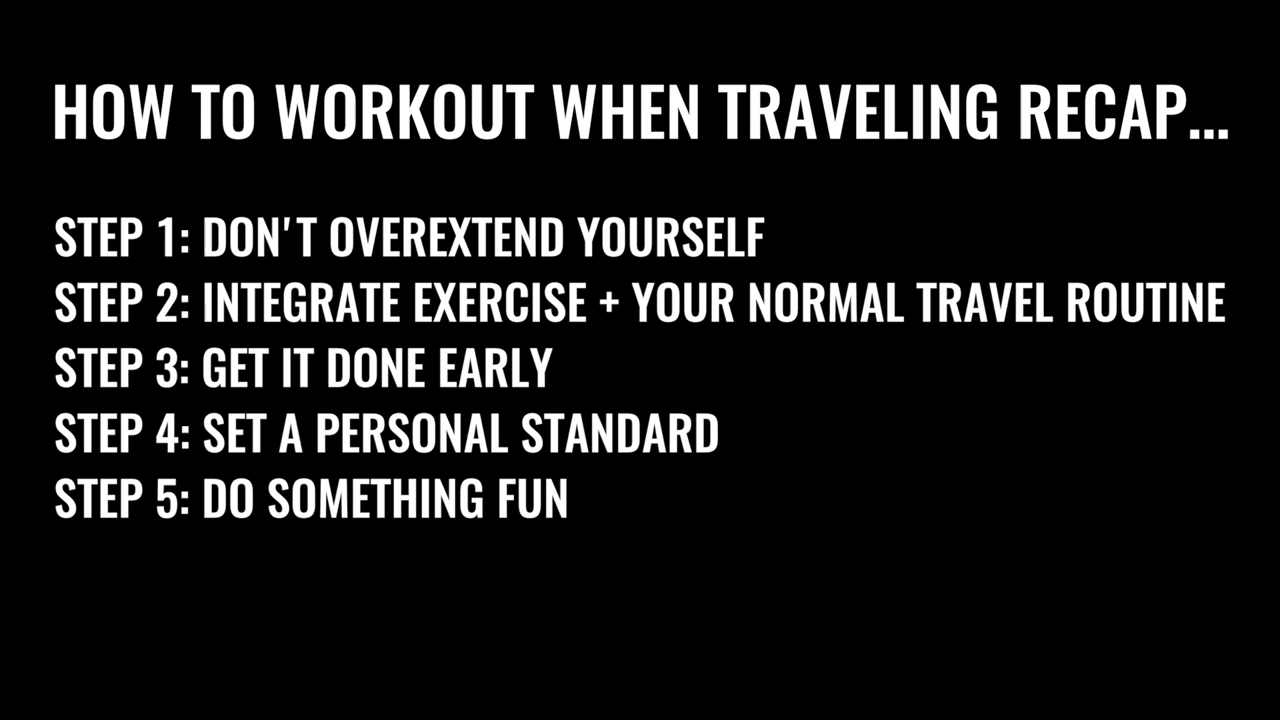 HOW TO WORKOUT WHEN TRAVELING RECAP...
STEP 1: DON'T OVEREXTEND YOURSELF
STEP 2: INTEGRATE EXERCISE + YOUR NORMAL TRAVEL ROUTINE
STEP 3: GET IT DONE EARLY
STEP 4: SET A PERSONAL STANDARD
STEP 5: DO SOMETHING FUN